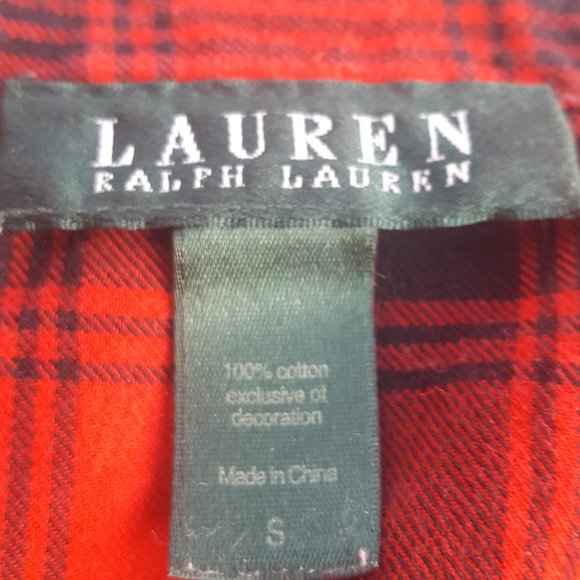 LAUREN
RALPH LAUREN
100% cotton
exclusive of
decoration
Made in China
S